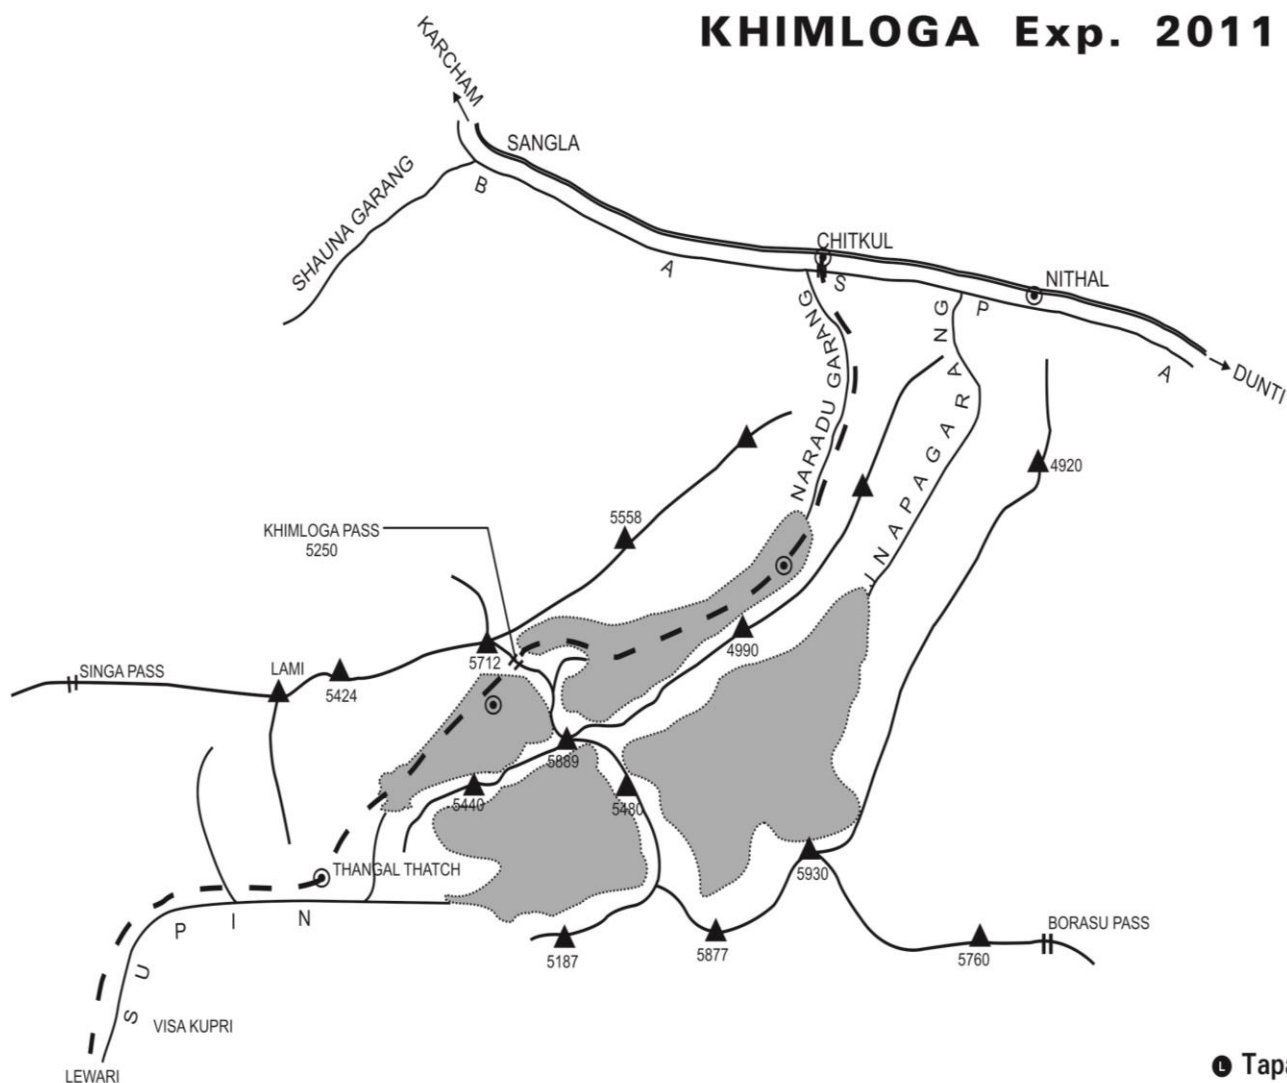 KHIMLOGA Exp. 2011
KARCHAM
SANGLA
SHAUNA GARANG
B A S P A
CHITKUL
NITHAL
DUNTI
NARADU GARANG
JNAPAGARANG
4920
5558
KHIMLOGA PASS
5250
4990
5712
SINGA PASS
LAMI
5424
5889
5440
5480
THANGAL THATCH
5930
SUPIN
BORASU PASS
5187
5877
5760
VISA KUPRI
LEWARI
L Tapa